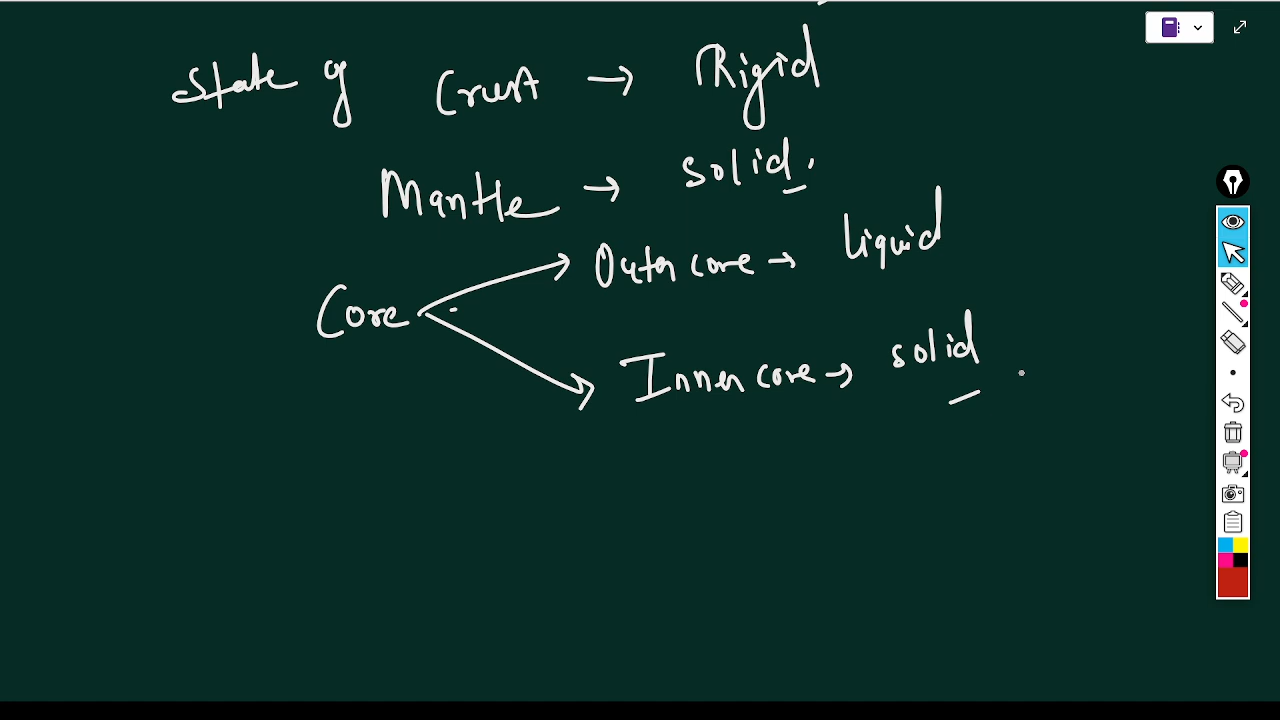 State of Crust → Rigid
Mantle → solid.
Outer core → liquid
Core
Inner core → solid